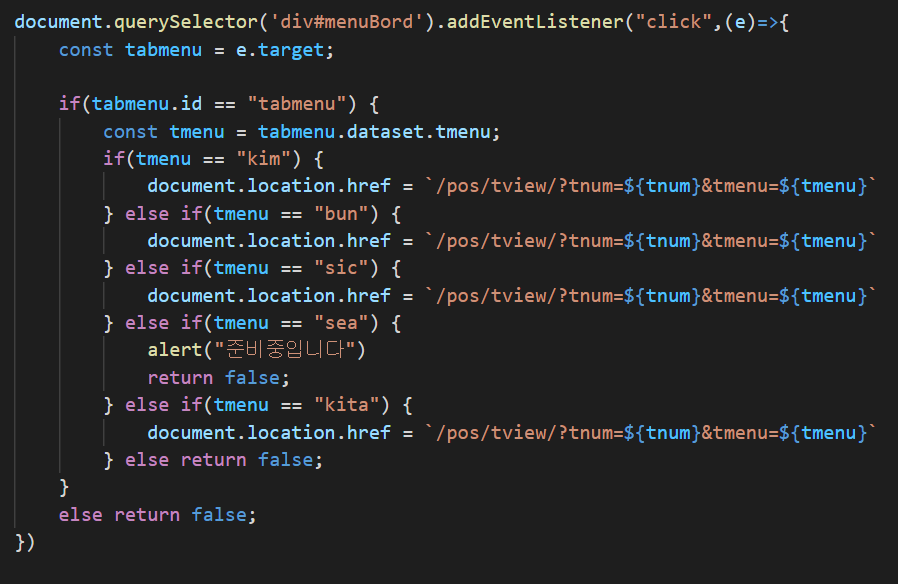 document.querySelector('div#menuBord').addEventListener("click",(e)=>{
    const tabmenu = e.target;

    if(tabmenu.id == "tabmenu") {
        const tmenu = tabmenu.dataset.tmenu;
        if(tmenu == "kim") {
            document.location.href = `/pos/tview/?tnum=${tnum}&tmenu=${tmenu}`
        } else if(tmenu == "bun") {
            document.location.href = `/pos/tview/?tnum=${tnum}&tmenu=${tmenu}`
        } else if(tmenu == "sic") {
            document.location.href = `/pos/tview/?tnum=${tnum}&tmenu=${tmenu}`
        } else if(tmenu == "sea") {
            alert("준비중입니다")
            return false;
        } else if(tmenu == "kita") {
            document.location.href = `/pos/tview/?tnum=${tnum}&tmenu=${tmenu}`
        } else return false;
    }
    else return false;
})